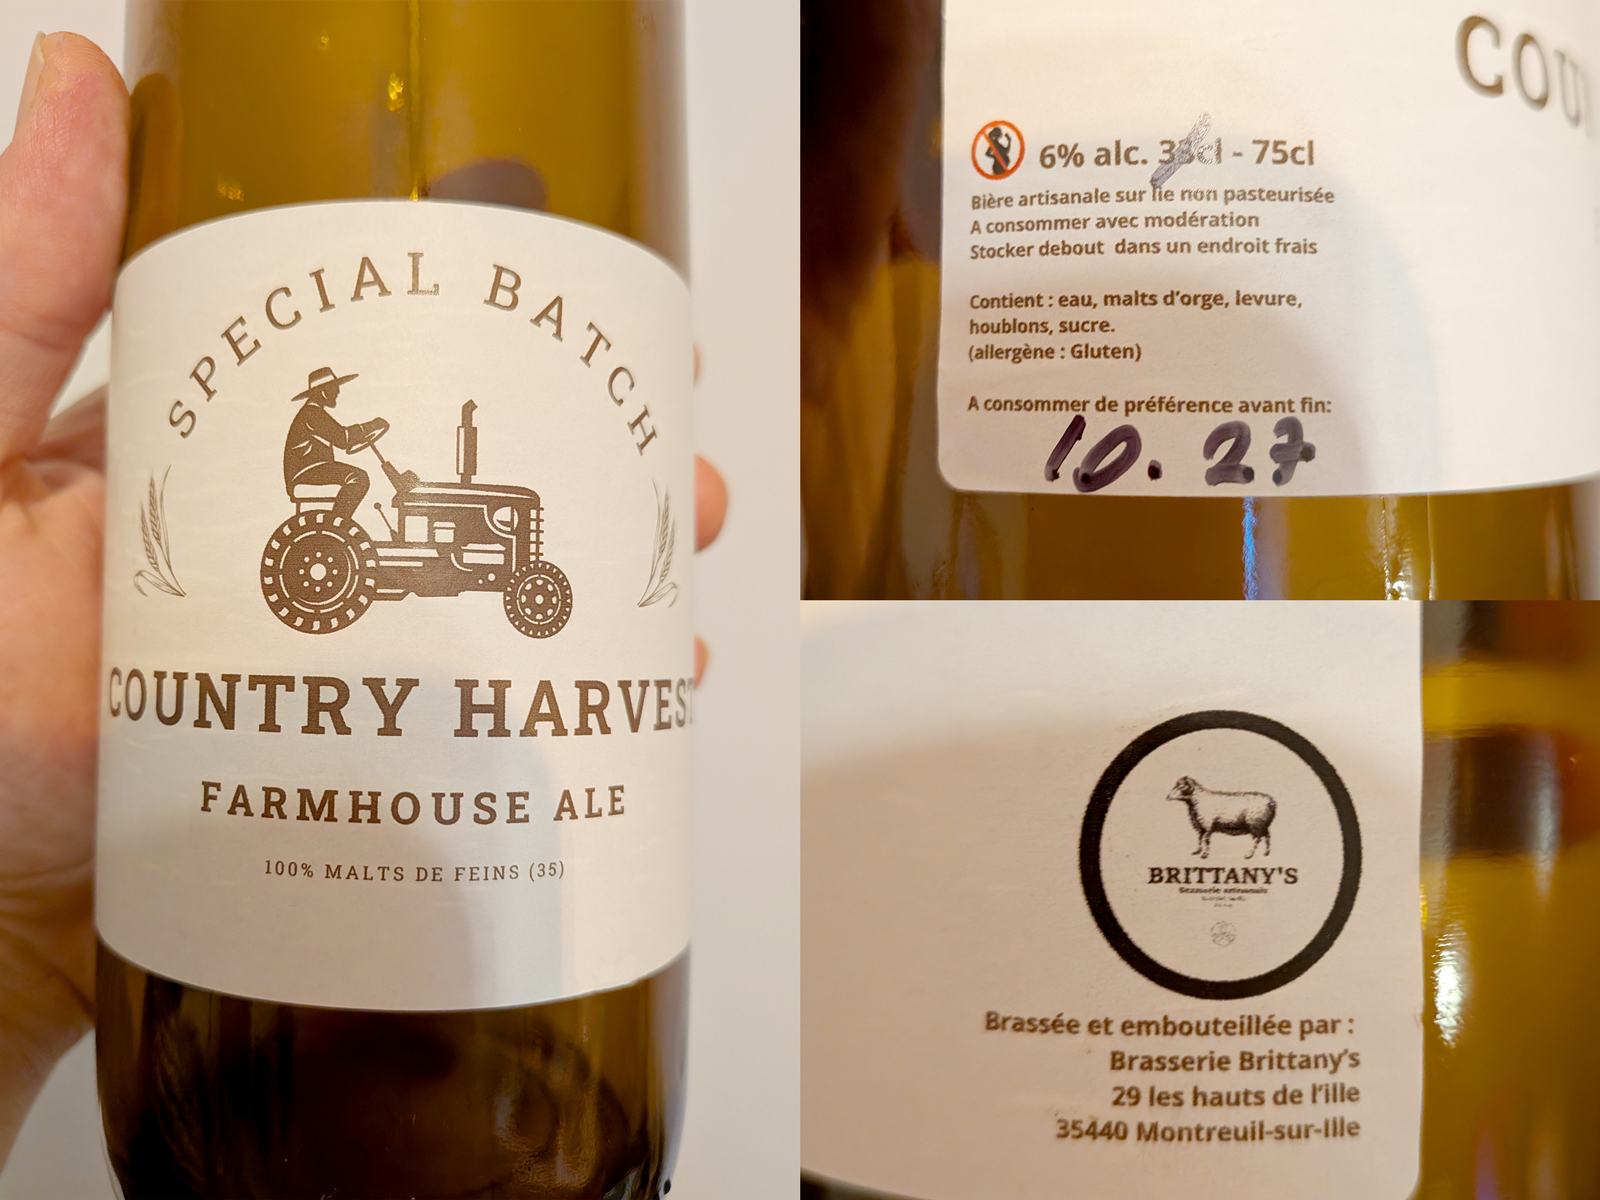 SPECIAL BATCH
COUNTRY HARVEST
FARMHOUSE ALE
100% MALTS DE FEINS (35)
COU
6% alc. 33cl - 75cl
Bière artisanale sur lie non pasteurisée
A consommer avec modération
Stocker debout dans un endroit frais
Contient : eau, malts d'orge, levure,
houblons, sucre.
(allergène : Gluten)
A consommer de préférence avant fin:
10. 27
BRITTANY'S
Brasserie artisanale
Brassée et embouteillée par :
Brasserie Brittany's
29 les hauts de l'ille
35440 Montreuil-sur-Ille